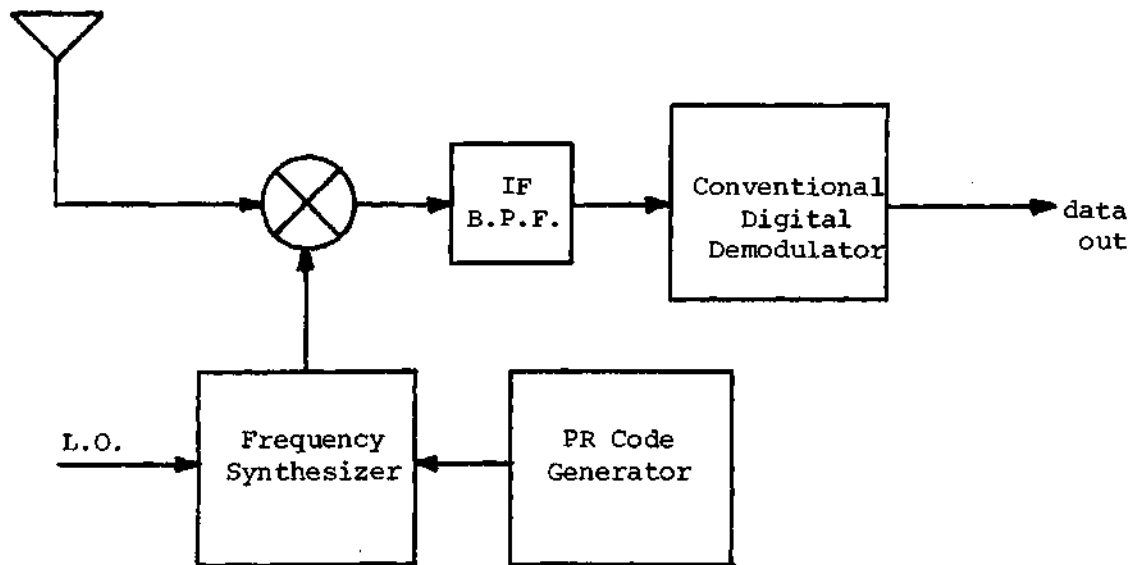 IF
B.P.F.
Conventional
Digital
Demodulator
data
out
L.O.
Frequency
Synthesizer
PR Code
Generator